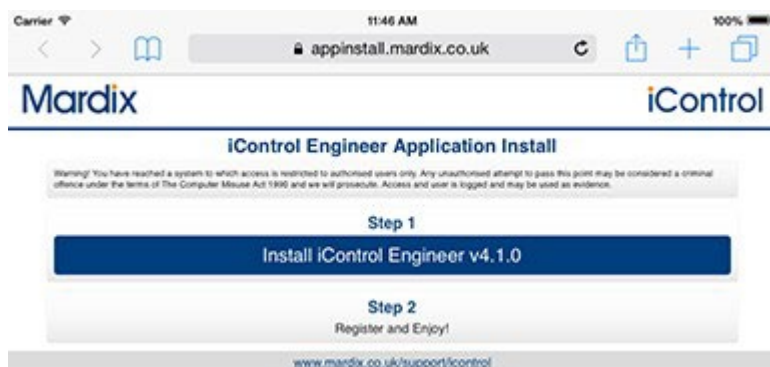 Carrier 11:46 AM 100%
appinstall.mardix.co.uk
Mardix iControl
iControl Engineer Application Install
Warning! You have reached a system to which access is restricted to authorised users only. Any unauthorised attempt to pass this point may be considered a criminal
offence under the terms of The Computer Misuse Act 1990 and we will prosecute. Access and user is logged and may be used as evidence.
Step 1
Install iControl Engineer v4.1.0
Step 2
Register and Enjoy!
www.mardix.co.uk/support/icontrol